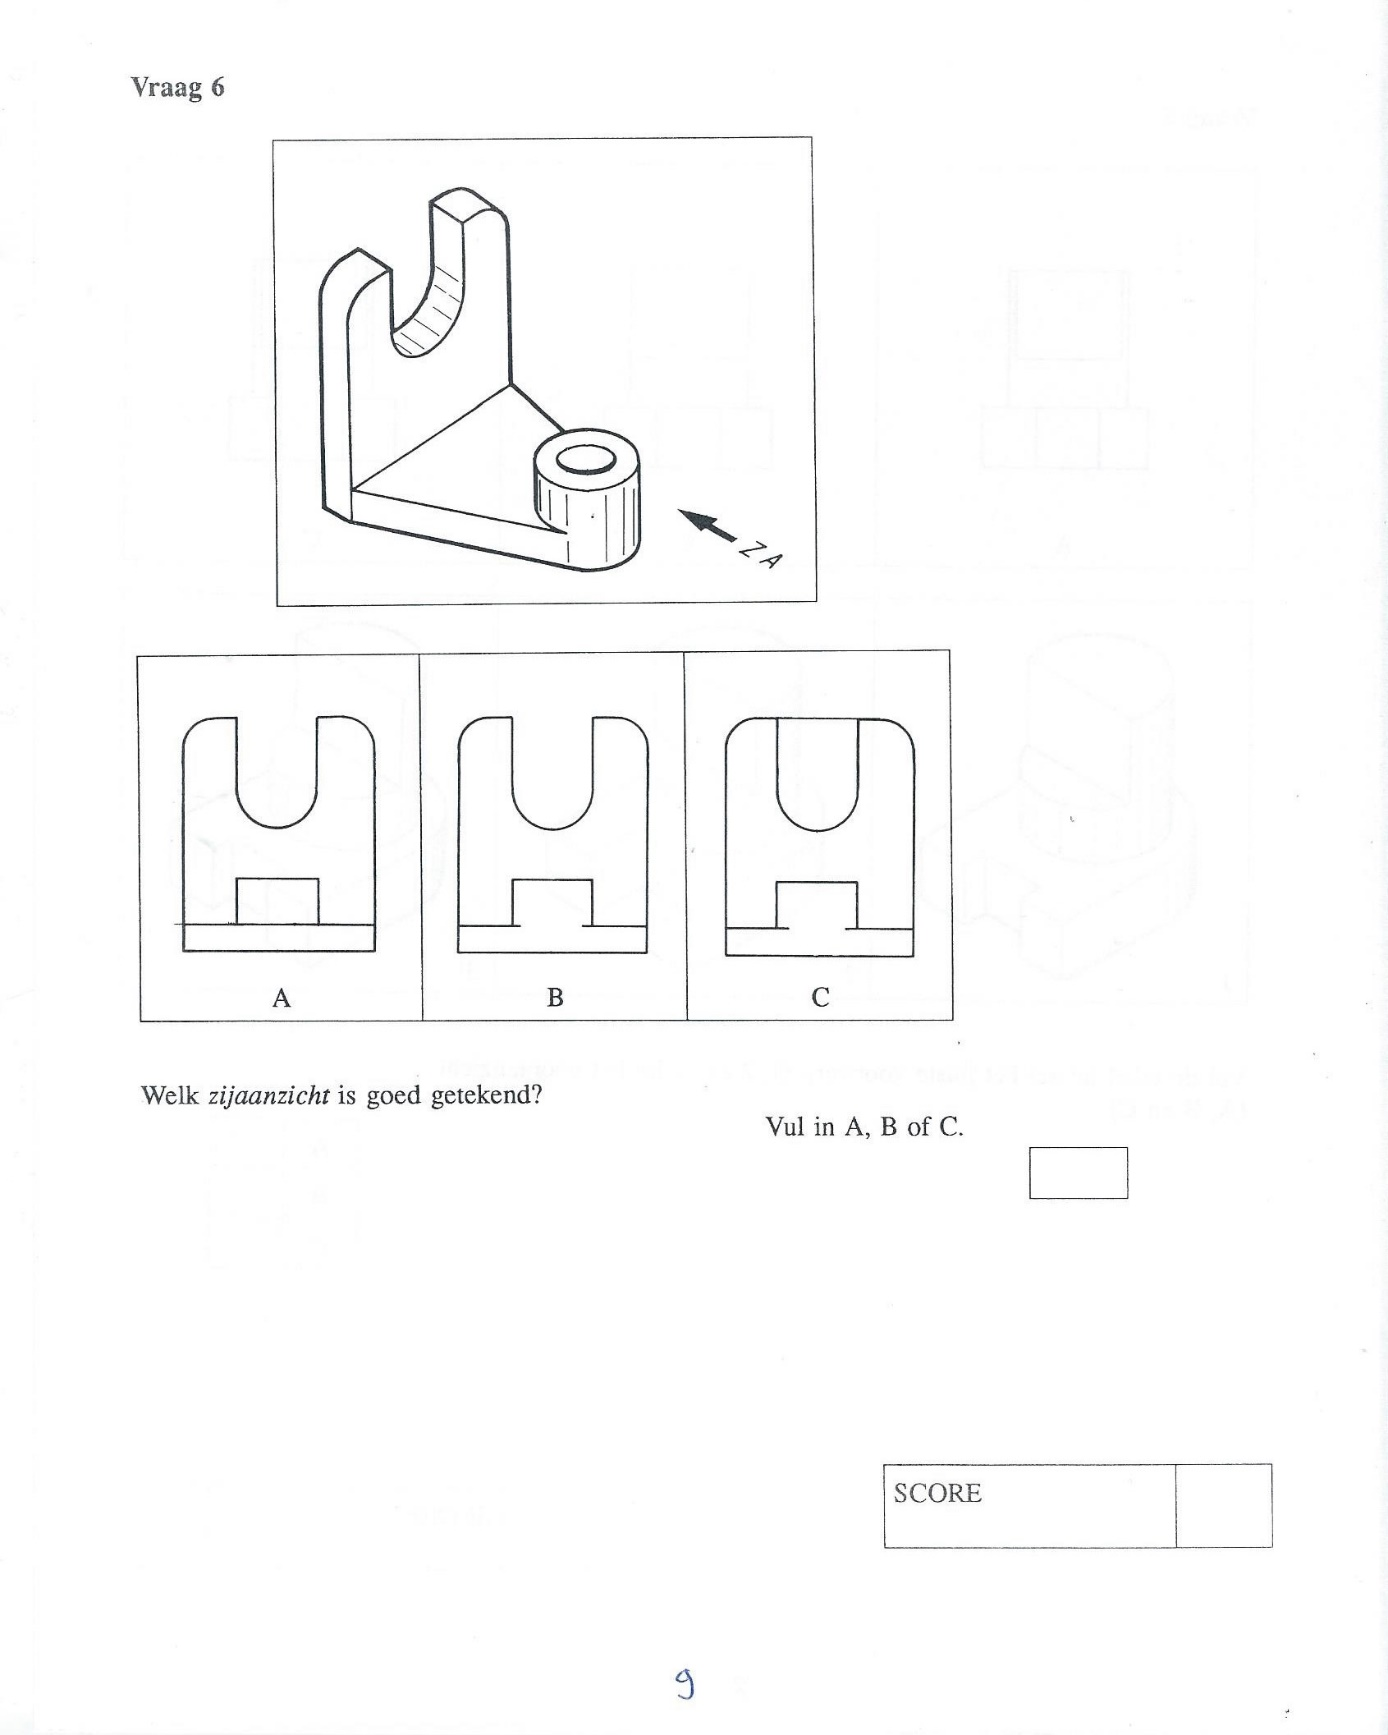 Vraag 6
ZA
A
B
C
Welk zijaanzicht is goed getekend?
Vul in A, B of C.
SCORE
9